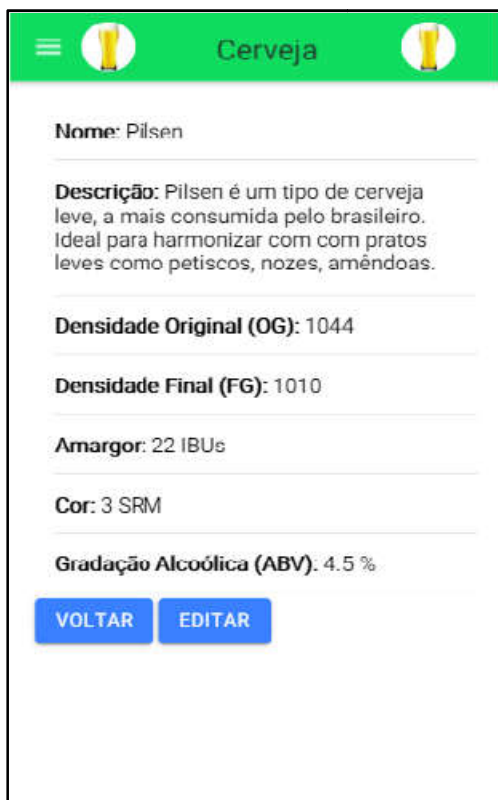 Cerveja
Nome: Pilsen
Descrição: Pilsen é um tipo de cerveja
leve, a mais consumida pelo brasileiro.
Ideal para harmonizar com com pratos
leves como petiscos, nozes, amêndoas.
Densidade Original (OG): 1044
Densidade Final (FG): 1010
Amargor: 22 IBUs
Cor: 3 SRM
Gradação Alcoólica (ABV): 4.5 %
VOLTAR EDITAR